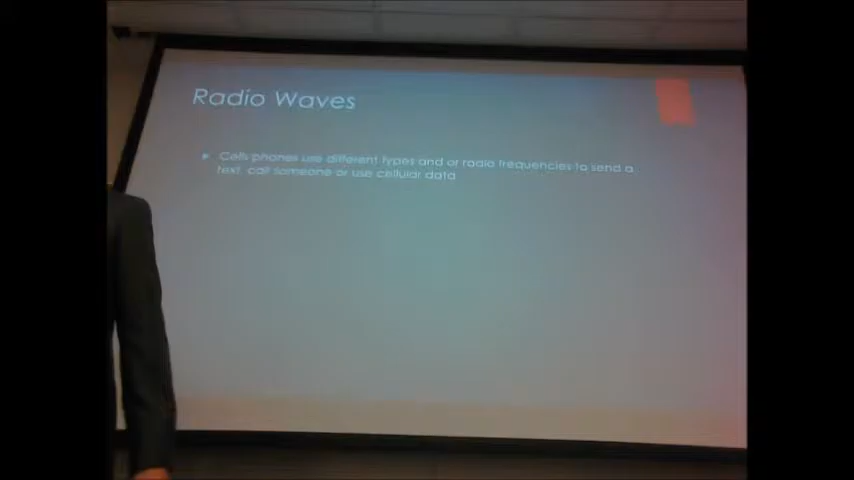 Radio Waves
Cells phones use different types and or radio frequencies to send a
text, call someone or use cellular data